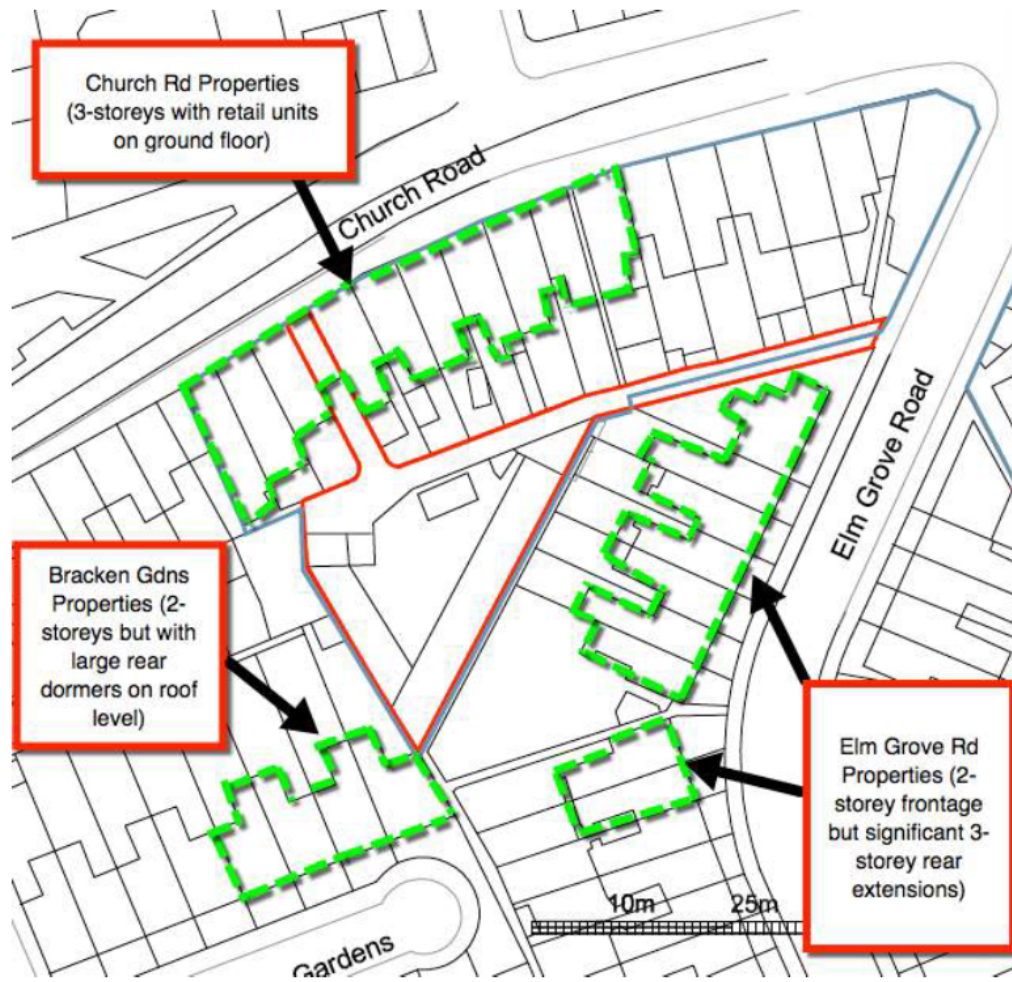 Church Rd Properties
(3-storeys with retail units
on ground floor)
Church Road
Elm Grove Road
Bracken Gdns
Properties (2-
storeys but with
large rear
dormers on roof
level)
Elm Grove Rd
Properties (2-
storey frontage
but significant 3-
storey rear
extensions)
10m 25m
Gardens